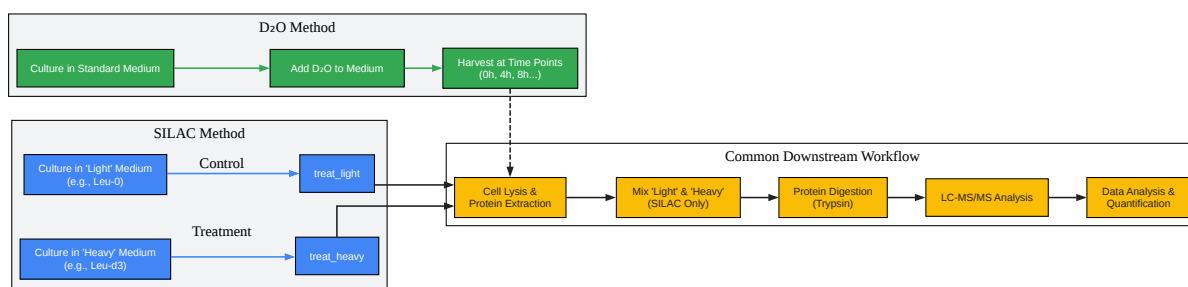 D₂O Method
Culture in Standard Medium
Add D₂O to Medium
Harvest at Time Points
(0h, 4h, 8h...)
SILAC Method
Culture in 'Light' Medium
(e.g., Leu-0)
Control
treat_light
Culture in 'Heavy' Medium
(e.g., Leu-d3)
Treatment
treat_heavy
Common Downstream Workflow
Cell Lysis &
Protein Extraction
Mix 'Light' & 'Heavy'
(SILAC Only)
Protein Digestion
(Trypsin)
LC-MS/MS Analysis
Data Analysis &
Quantification